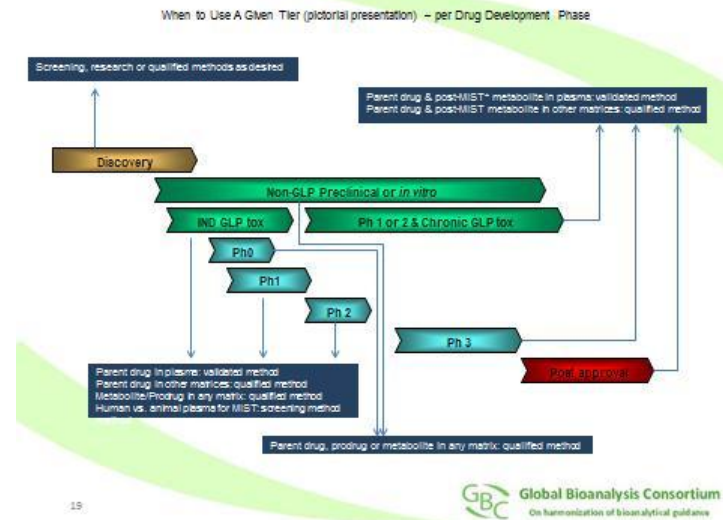 When to Use A Given Tier (pictorial presentation) – per Drug Development Phase
Screening, research or qualified methods as desired
Parent drug & post-MIST* metabolite in plasma: validated method
Parent drug & post-MIST metabolite in other matrices: qualified method
Discovery
Non-GLP Preclinical or in vitro
IND GLP tox
Ph 1 or 2 & Chronic GLP tox
Ph0
Ph1
Ph 2
Ph 3
Post approval
Parent drug in plasma: validated method
Parent drug in other matrices: qualified method
Metabolite/Prodrug in any matrix: qualified method
Human vs. animal plasma for MIST: screening method
Parent drug, prodrug or metabolite in any matrix: qualified method
19
GBC
Global Bioanalysis Consortium
On harmonization of bioanalytical guidance